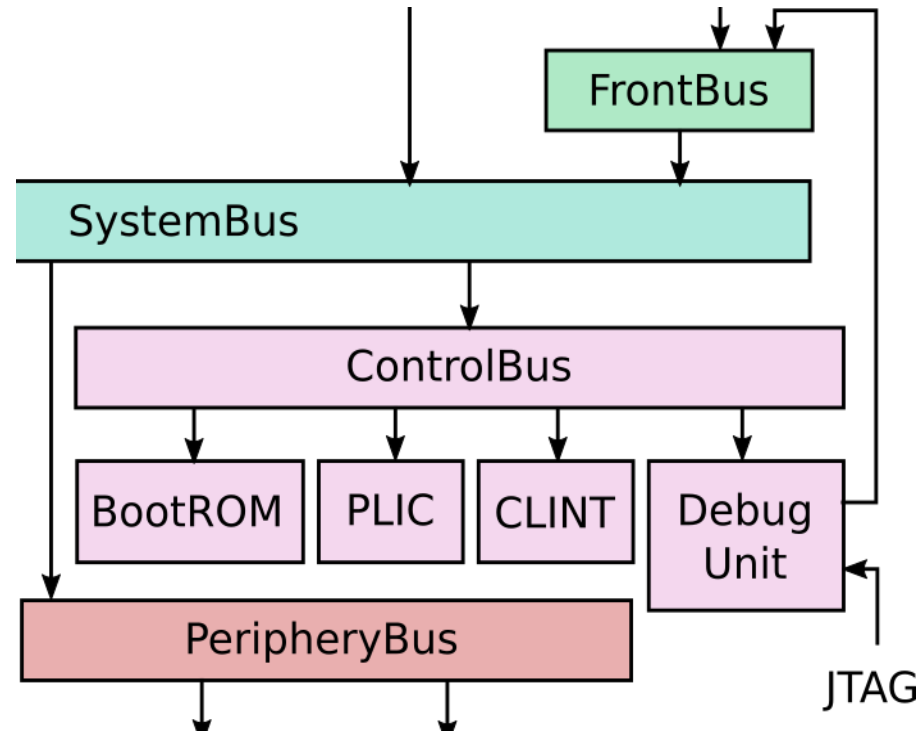 FrontBus
SystemBus
ControlBus
BootROM
PLIC
CLINT
Debug
Unit
PeripheryBus
JTAG